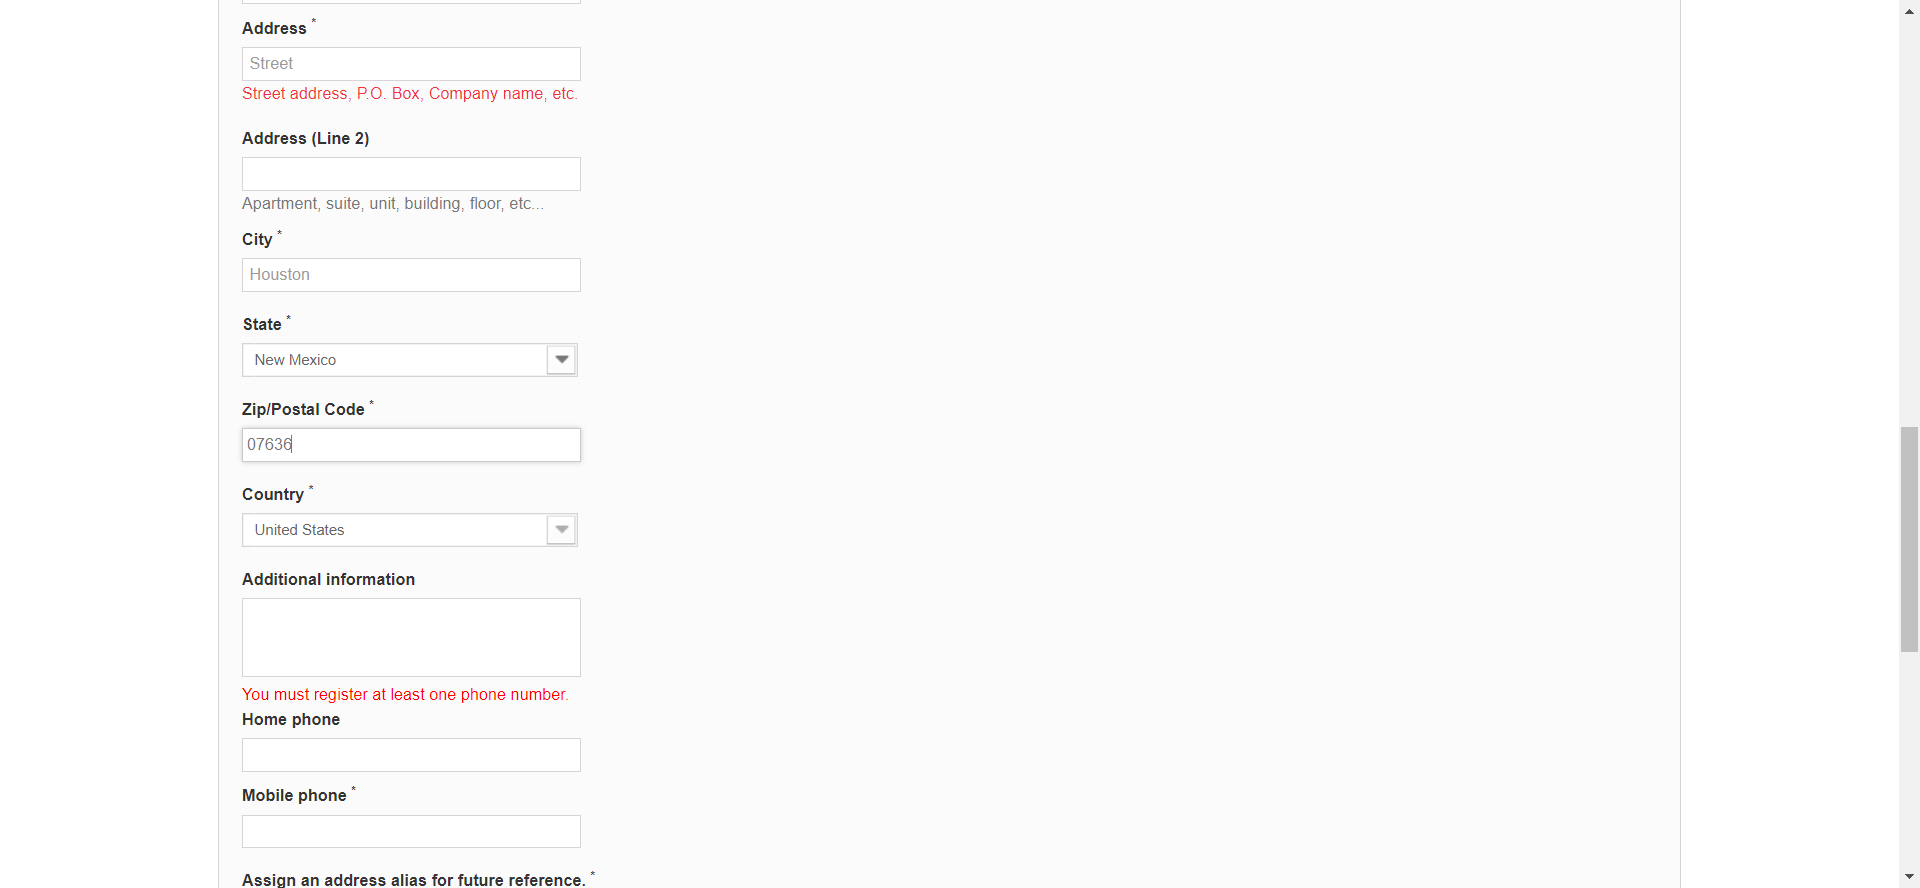 Address *
Street
Street address, P.O. Box, Company name, etc.
Address (Line 2)
Apartment, suite, unit, building, floor, etc...
City *
Houston
State *
New Mexico
Zip/Postal Code *
07636
Country *
United States
Additional information
You must register at least one phone number.
Home phone
Mobile phone *
Assign an address alias for future reference. *